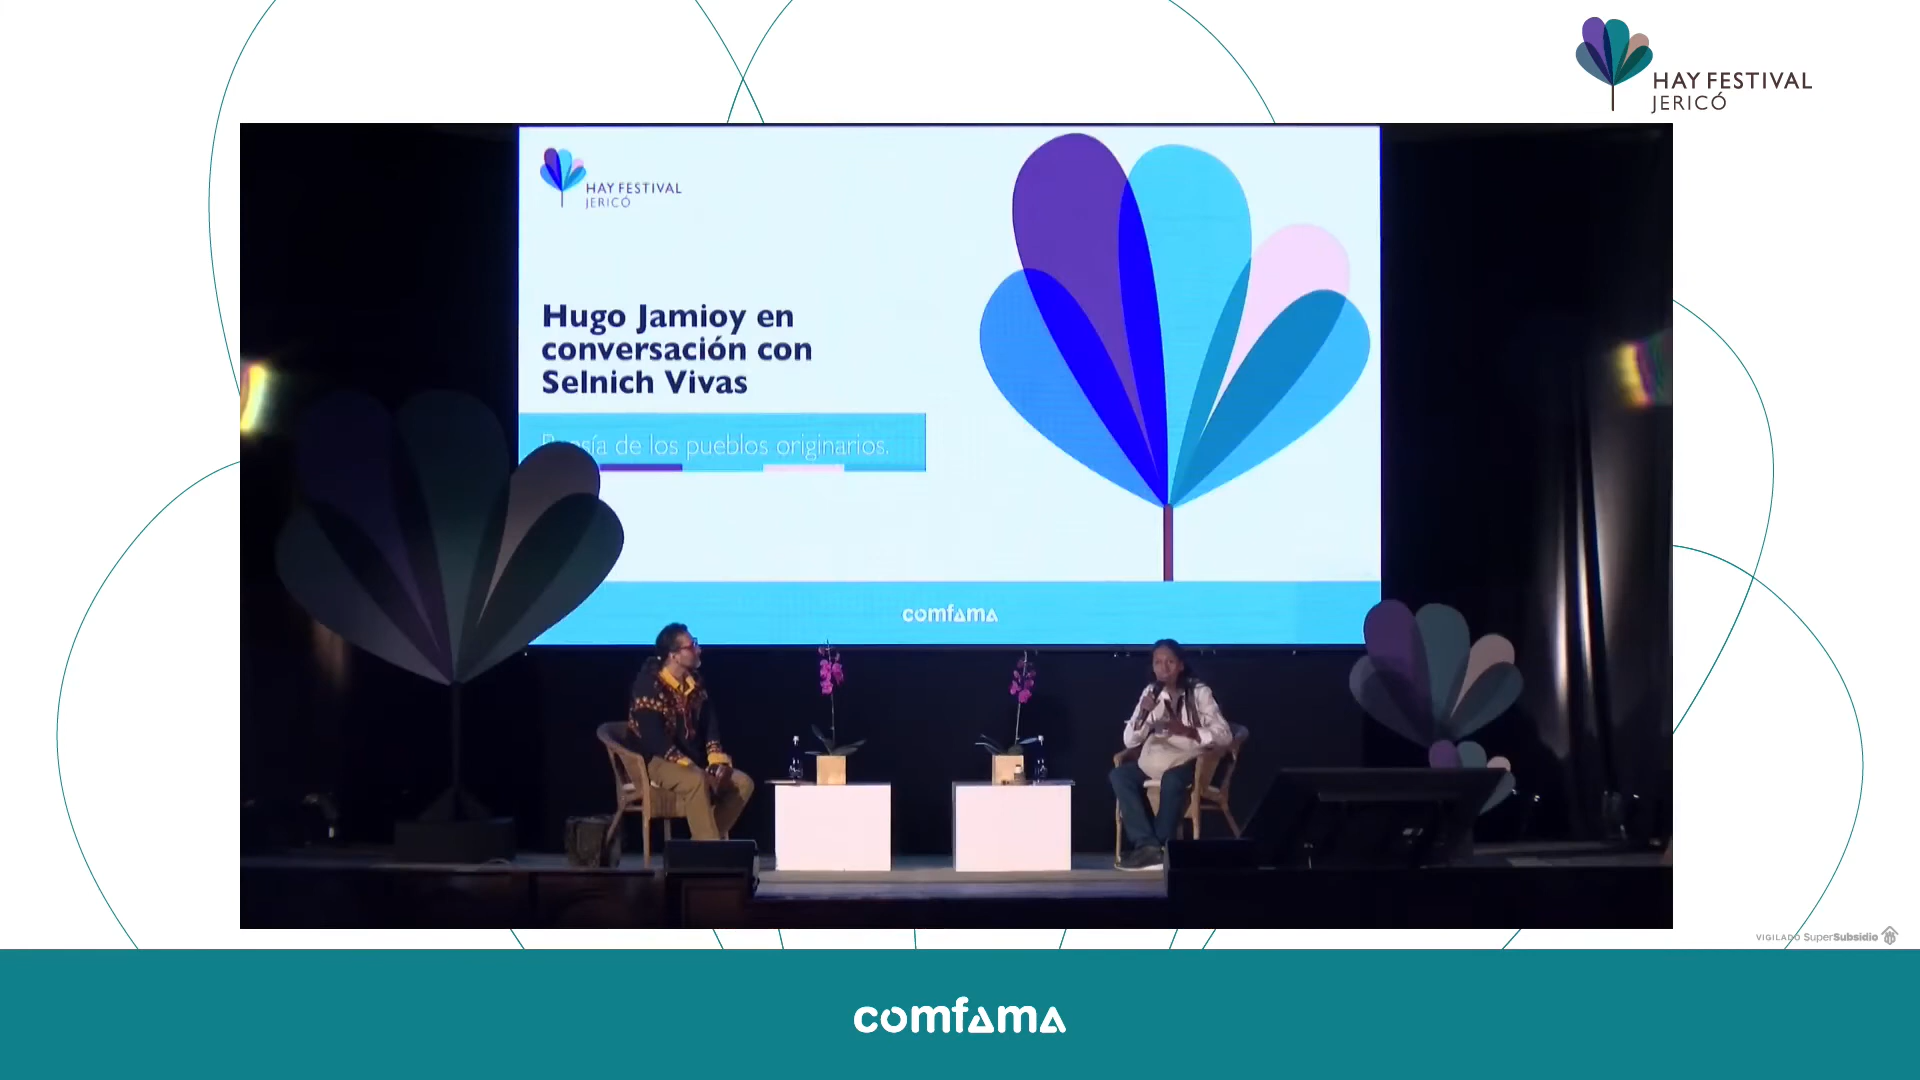 HAY FESTIVAL
JERICÓ
HAY FESTIVAL
JERICÓ
Hugo Jamioy en
conversación con
Selnich Vivas
Poesía de los pueblos originarios.
comfama
VIGILADO SuperSubsidio
comfama